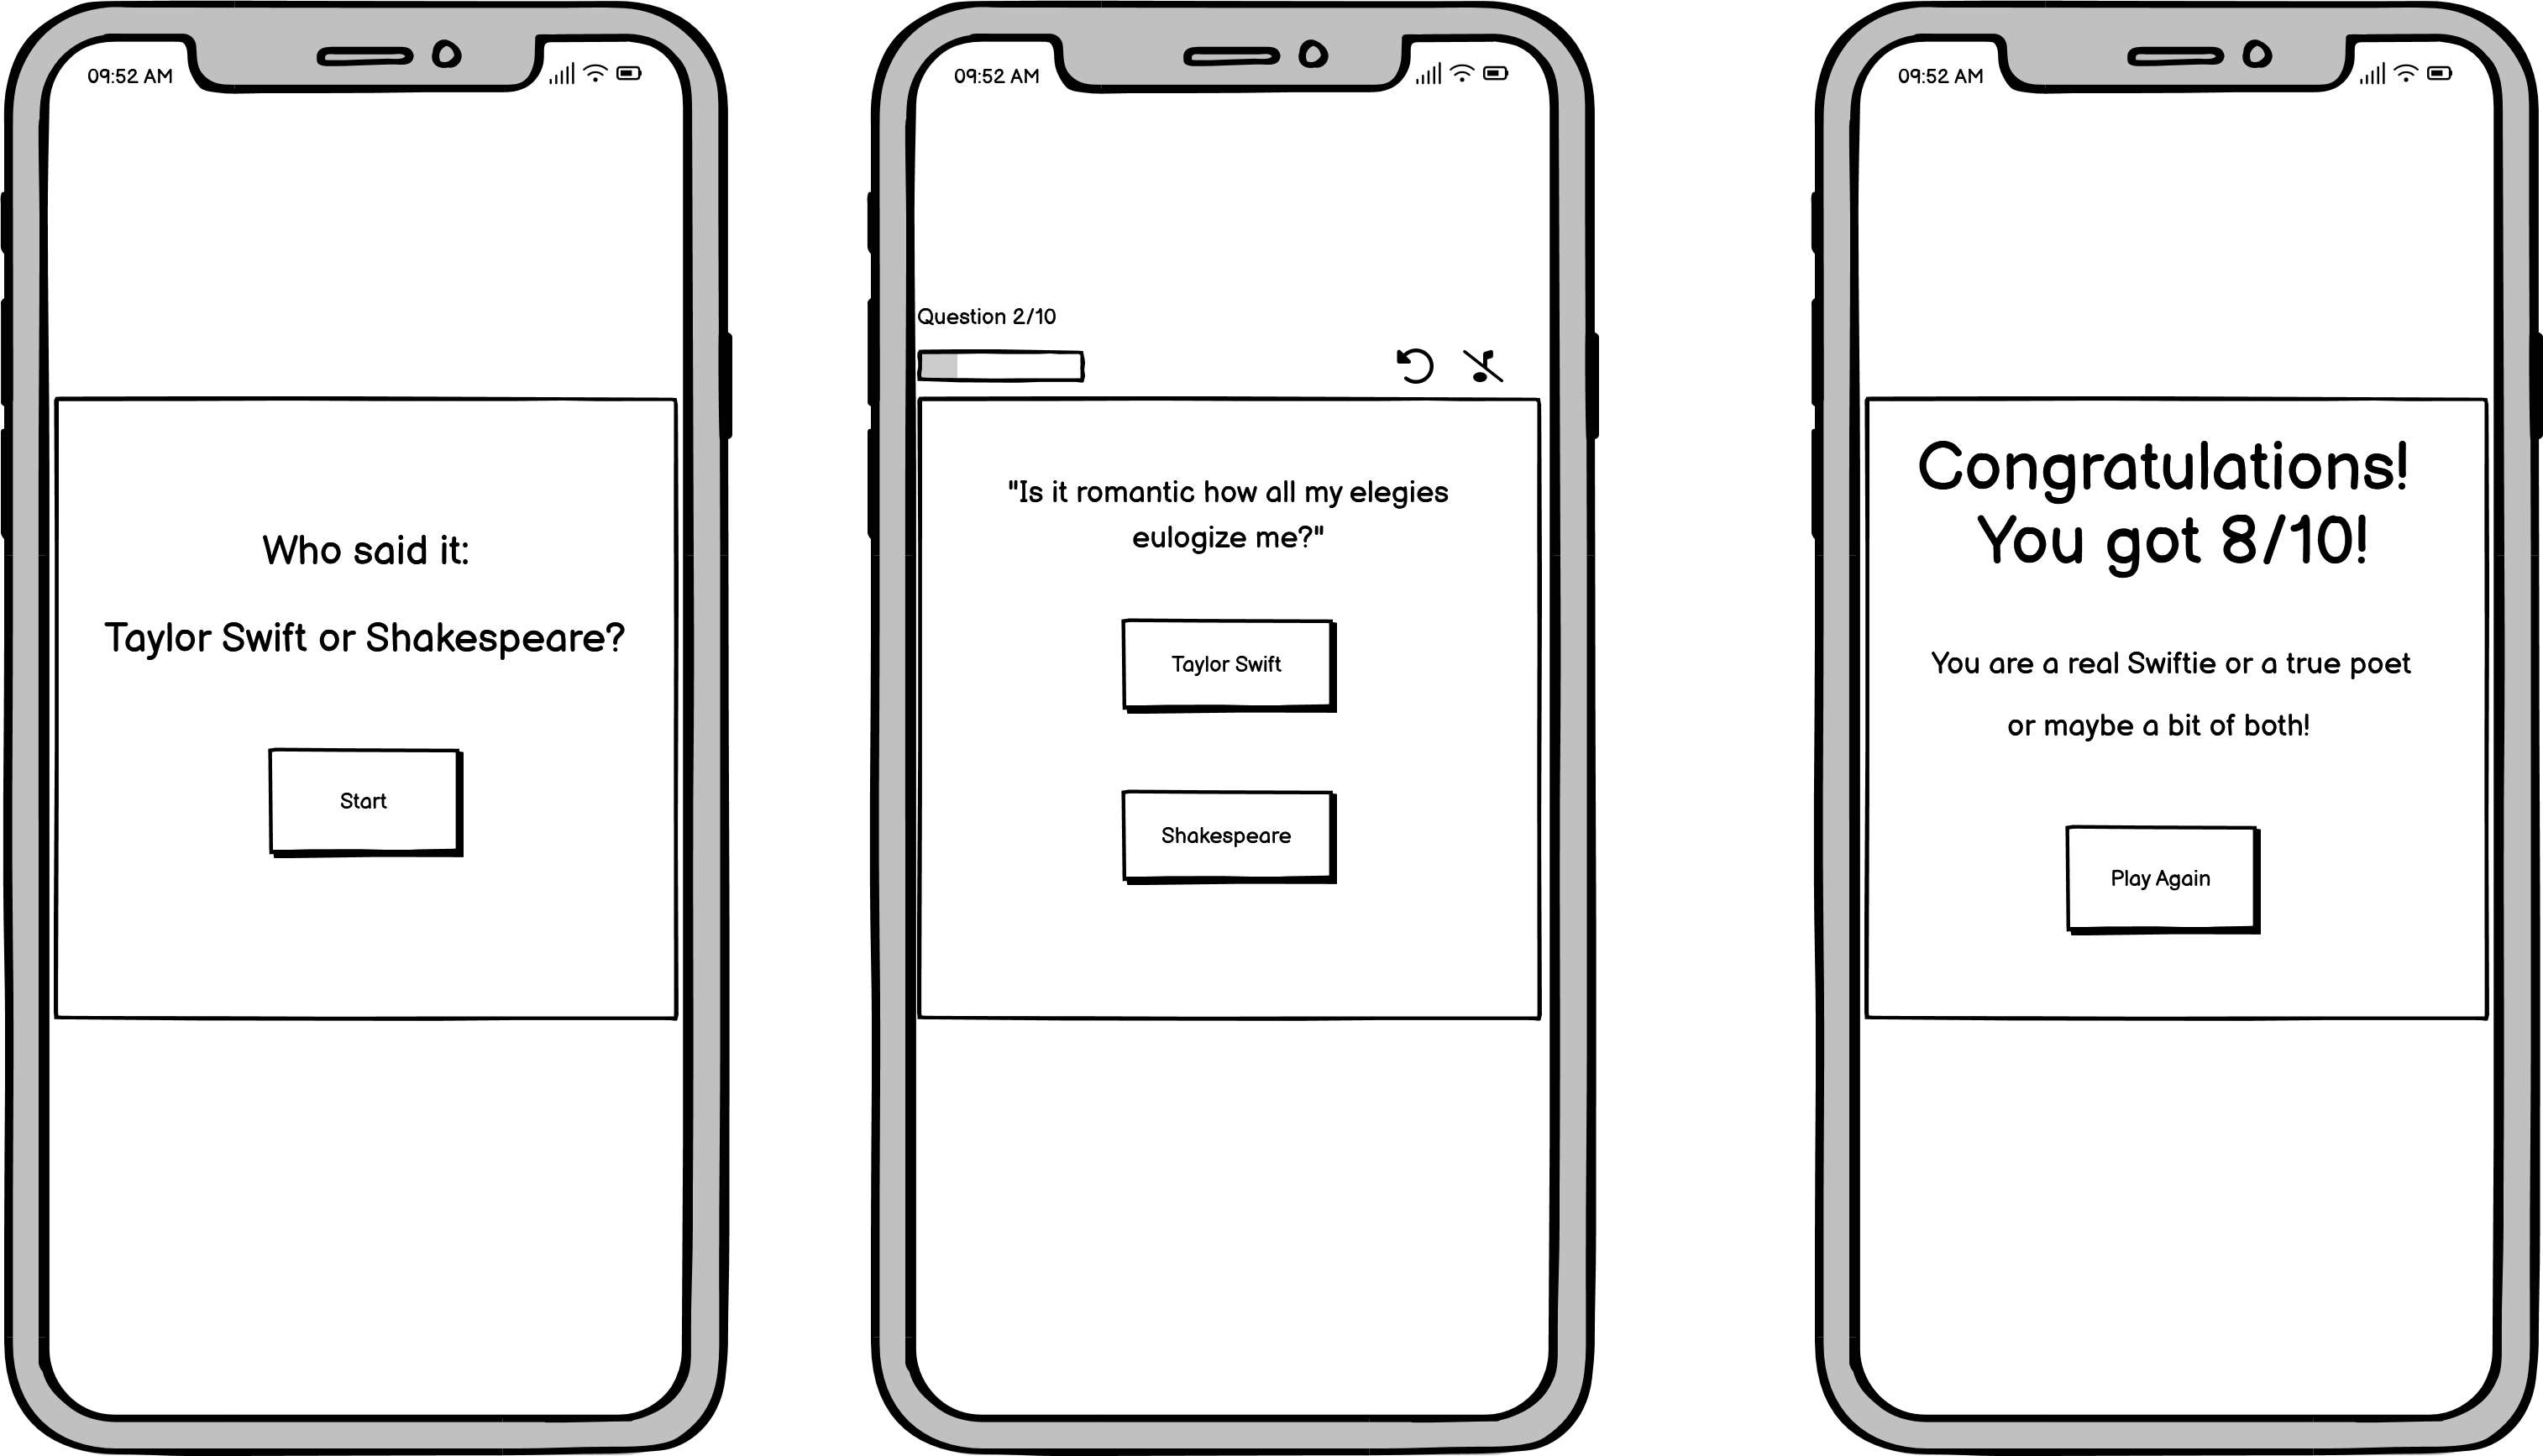 09:52 AM
Who said it:
Taylor Swift or Shakespeare?
Start
09:52 AM
Question 2/10
"Is it romantic how all my elegies
eulogize me?"
Taylor Swift
Shakespeare
09:52 AM
Congratulations!
You got 8/10!
You are a real Swiftie or a true poet
or maybe a bit of both!
Play Again